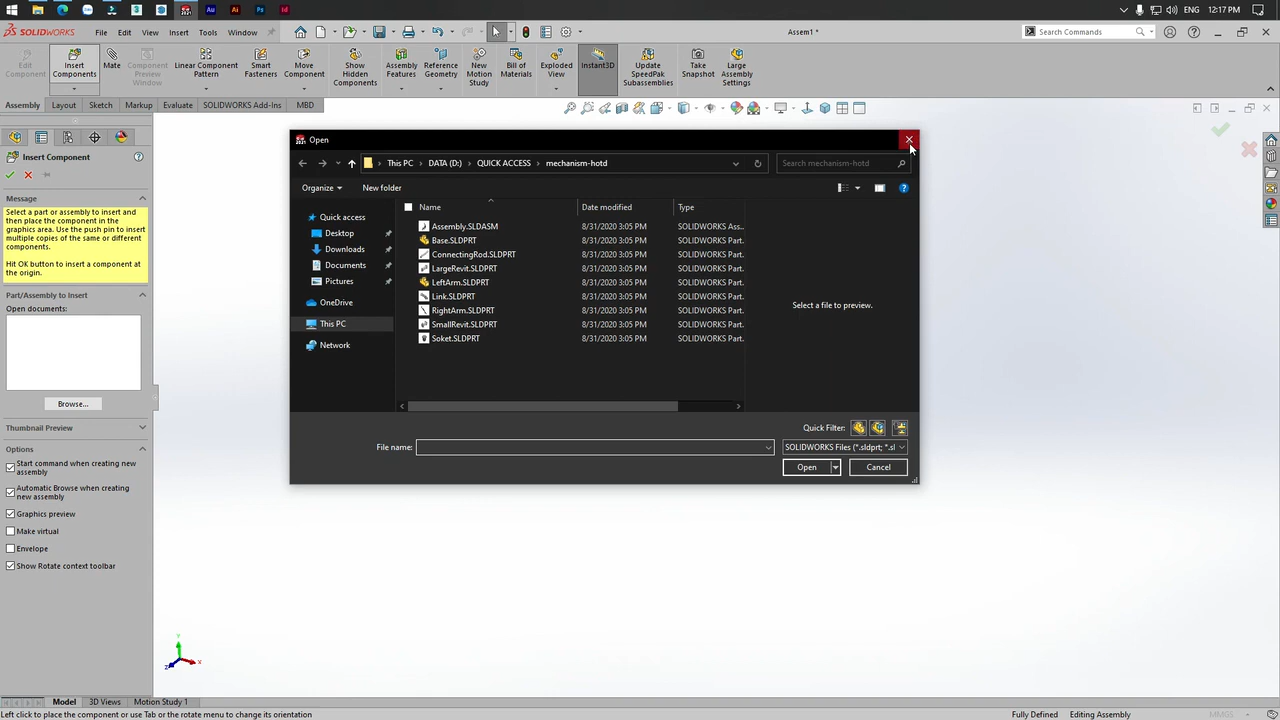 Au
Ai
Ps
Id
ENG
12:17 PM
SOLIDWORKS
File
Edit
View
Insert
Tools
Window
Assem1 *
Search Commands
Edit
Component
Insert
Components
Mate
Component
Preview
Window
Linear Component
Pattern
Smart
Fasteners
Move
Component
Show
Hidden
Components
Assembly
Features
Reference
Geometry
New
Motion
Study
Bill of
Materials
Exploded
View
Instant3D
Update
SpeedPak
Subassemblies
Take
Snapshot
Large
Assembly
Settings
Assembly
Layout
Sketch
Markup
Evaluate
SOLIDWORKS Add-Ins
MBD
Insert Component
Message
Select a part or assembly to insert and
then place the component in the
graphics area. Use the push pin to insert
multiple copies of the same or different
components.
Hit OK button to insert a component at
the origin.
Part/Assembly to Insert
Open documents:
Browse...
Thumbnail Preview
Options
Start command when creating new
assembly
Automatic Browse when creating
new assembly
Graphics preview
Make virtual
Envelope
Show Rotate context toolbar
Open
This PC
DATA (D:)
QUICK ACCESS
mechanism-hotd
Search mechanism-hotd
Organize
New folder
Quick access
Desktop
Downloads
Documents
Pictures
OneDrive
This PC
Network
Name
Date modified
Type
Assembly.SLDASM
8/31/2020 3:05 PM
SOLIDWORKS Ass...
Base.SLDPRT
8/31/2020 3:05 PM
SOLIDWORKS Part.
ConnectingRod.SLDPRT
8/31/2020 3:05 PM
SOLIDWORKS Part.
LargeRevit.SLDPRT
8/31/2020 3:05 PM
SOLIDWORKS Part.
LeftArm.SLDPRT
8/31/2020 3:05 PM
SOLIDWORKS Part.
Link.SLDPRT
8/31/2020 3:05 PM
SOLIDWORKS Part.
RightArm.SLDPRT
8/31/2020 3:05 PM
SOLIDWORKS Part.
SmallRevit.SLDPRT
8/31/2020 3:05 PM
SOLIDWORKS Part.
Soket.SLDPRT
8/31/2020 3:05 PM
SOLIDWORKS Part.
Select a file to preview.
Quick Filter:
File name:
SOLIDWORKS Files (*.sldprt; *.sl
Open
Cancel
Y
X
Z
Model
3D Views
Motion Study 1
Left click to place the component or use Tab or the rotate menu to change its orientation
Fully Defined
Editing Assembly
MMGS